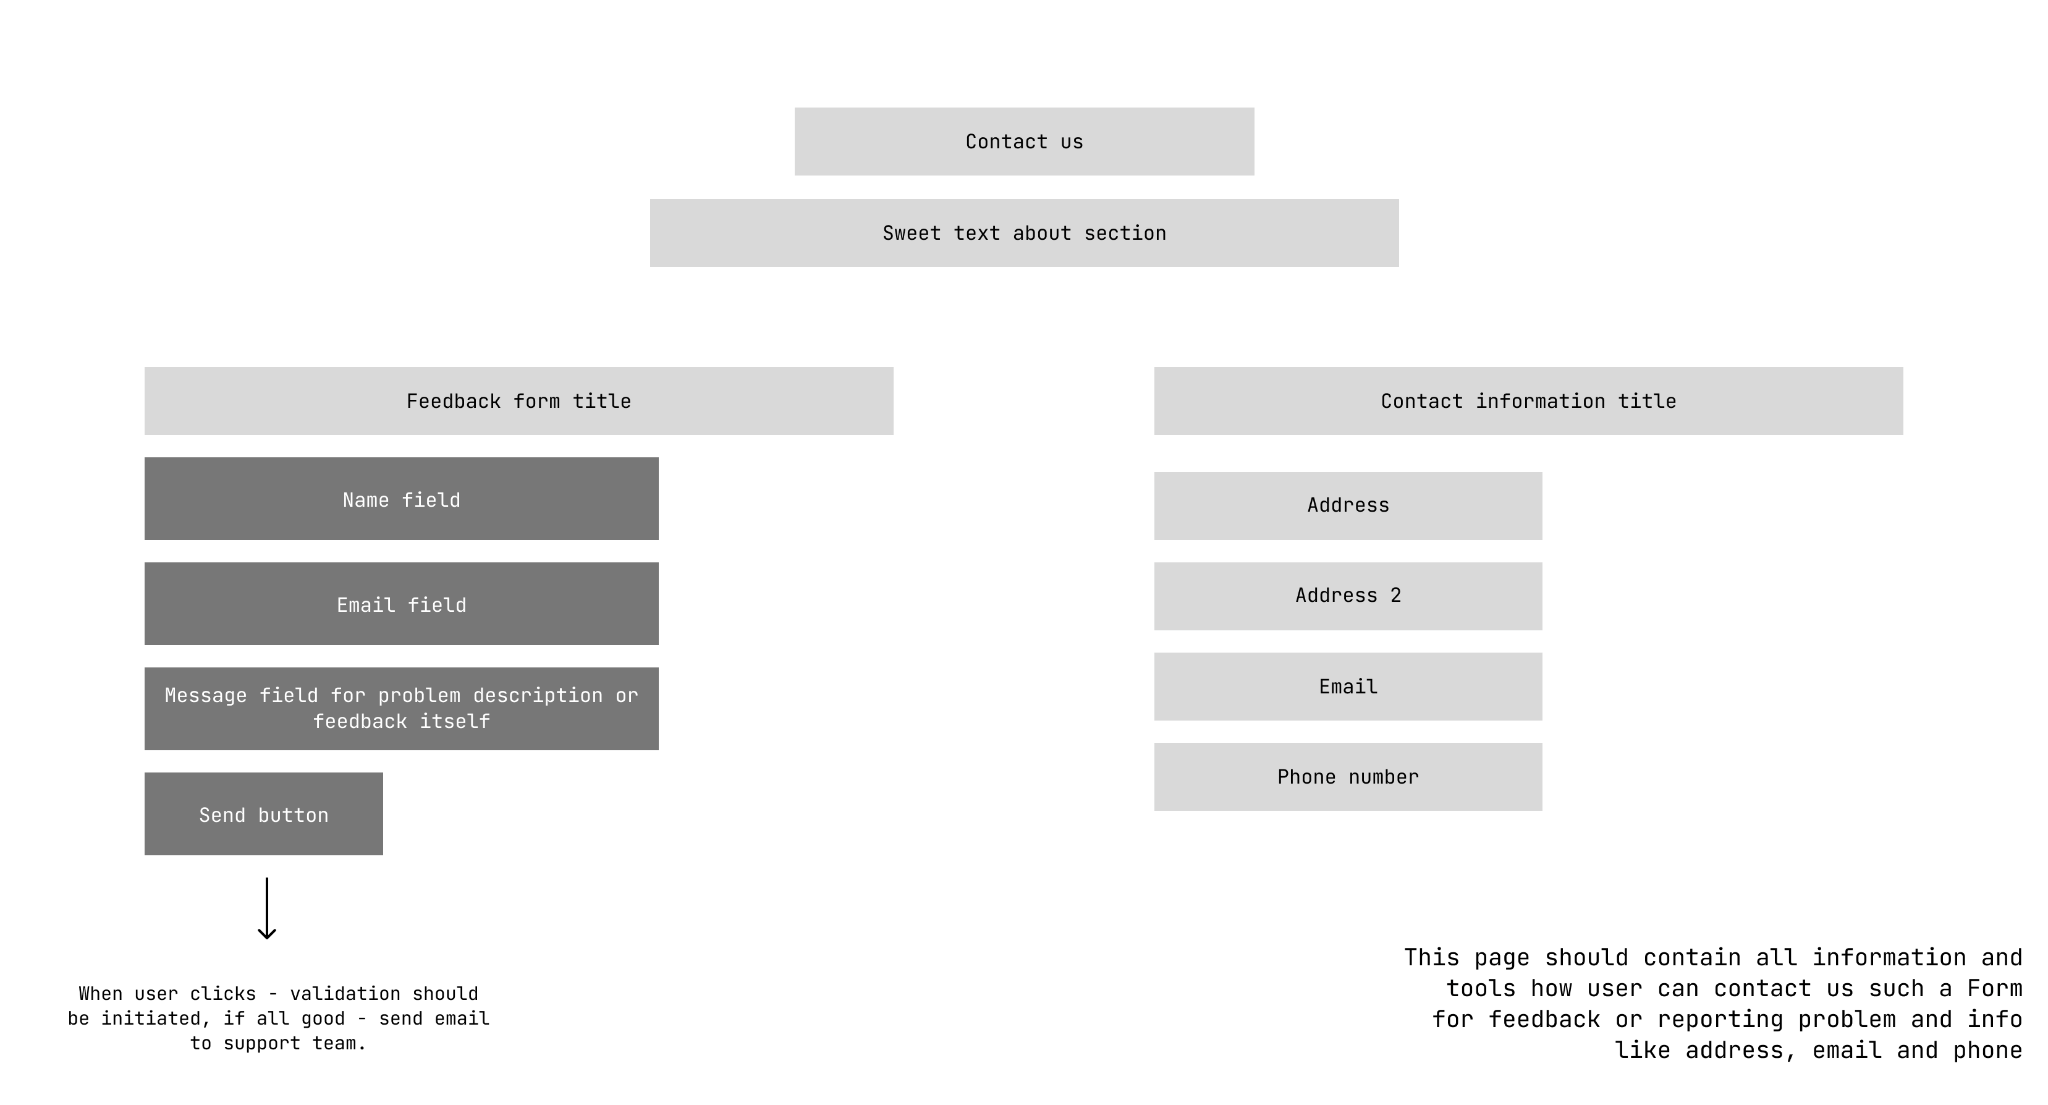 Contact us
Sweet text about section
Feedback form title
Name field
Email field
Message field for problem description or
feedback itself
Send button
When user clicks - validation should
be initiated, if all good - send email
to support team.
Contact information title
Address
Address 2
Email
Phone number
This page should contain all information and
tools how user can contact us such a Form
for feedback or reporting problem and info
like address, email and phone